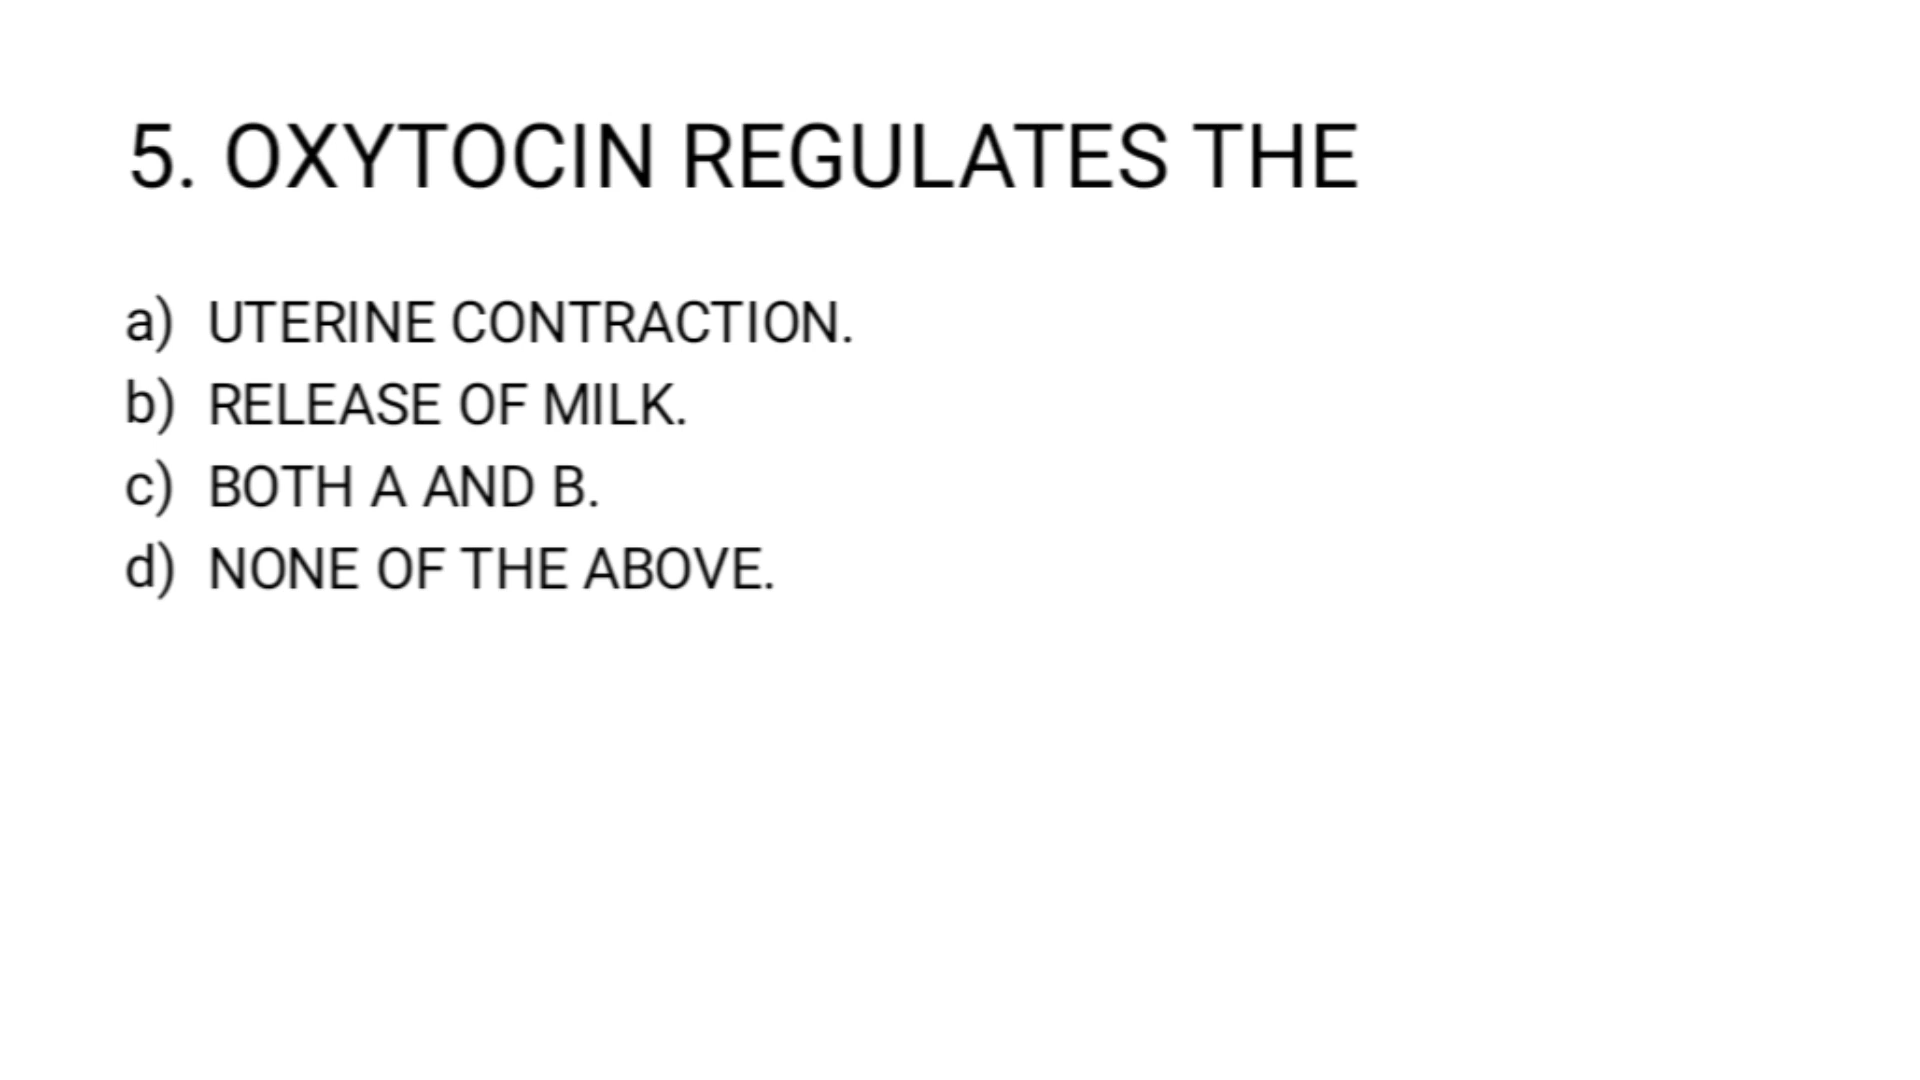 5. OXYTOCIN REGULATES THE
a) UTERINE CONTRACTION.
b) RELEASE OF MILK.
c) BOTH A AND B.
d) NONE OF THE ABOVE.